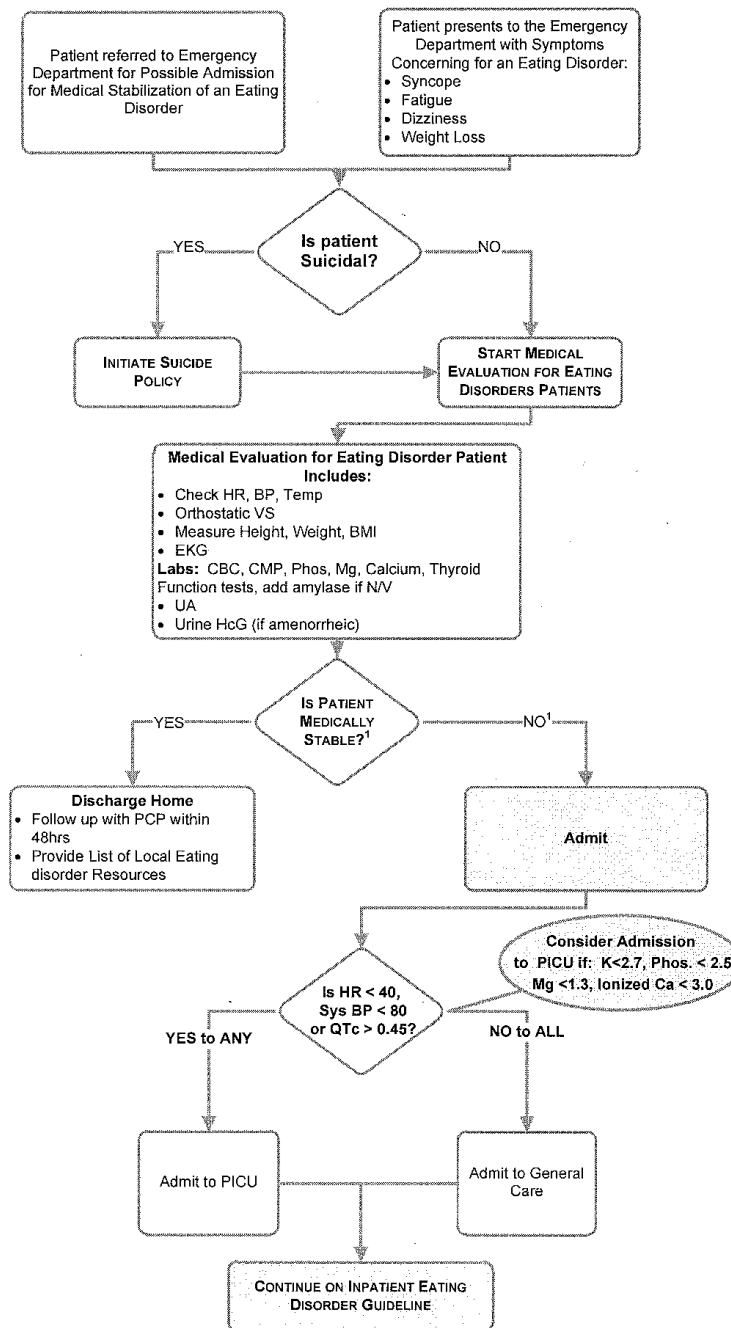 Patient referred to Emergency
Department for Possible Admission
for Medical Stabilization of an Eating
Disorder
Patient presents to the Emergency
Department with Symptoms
Concerning for an Eating Disorder:
• Syncope
• Fatigue
• Dizziness
• Weight Loss
Is patient
Suicidal?
YES
NO
INITIATE SUICIDE
POLICY
START MEDICAL
EVALUATION FOR EATING
DISORDERS PATIENTS
Medical Evaluation for Eating Disorder Patient
Includes:
• Check HR, BP, Temp
• Orthostatic VS
• Measure Height, Weight, BMI
• EKG
Labs: CBC, CMP, Phos, Mg, Calcium, Thyroid
Function tests, add amylase if N/V
• UA
• Urine HcG (if amenorrheic)
IS PATIENT
MEDICALLY
STABLE?¹
YES
NO¹
Discharge Home
• Follow up with PCP within
48hrs
• Provide List of Local Eating
disorder Resources
Admit
Consider Admission
to PICU if: K<2.7, Phos. < 2.5
Mg <1.3, Ionized Ca < 3.0
Is HR < 40,
Sys BP < 80
or QTc > 0.45?
YES to ANY
NO to ALL
Admit to PICU
Admit to General
Care
CONTINUE ON INPATIENT EATING
DISORDER GUIDELINE